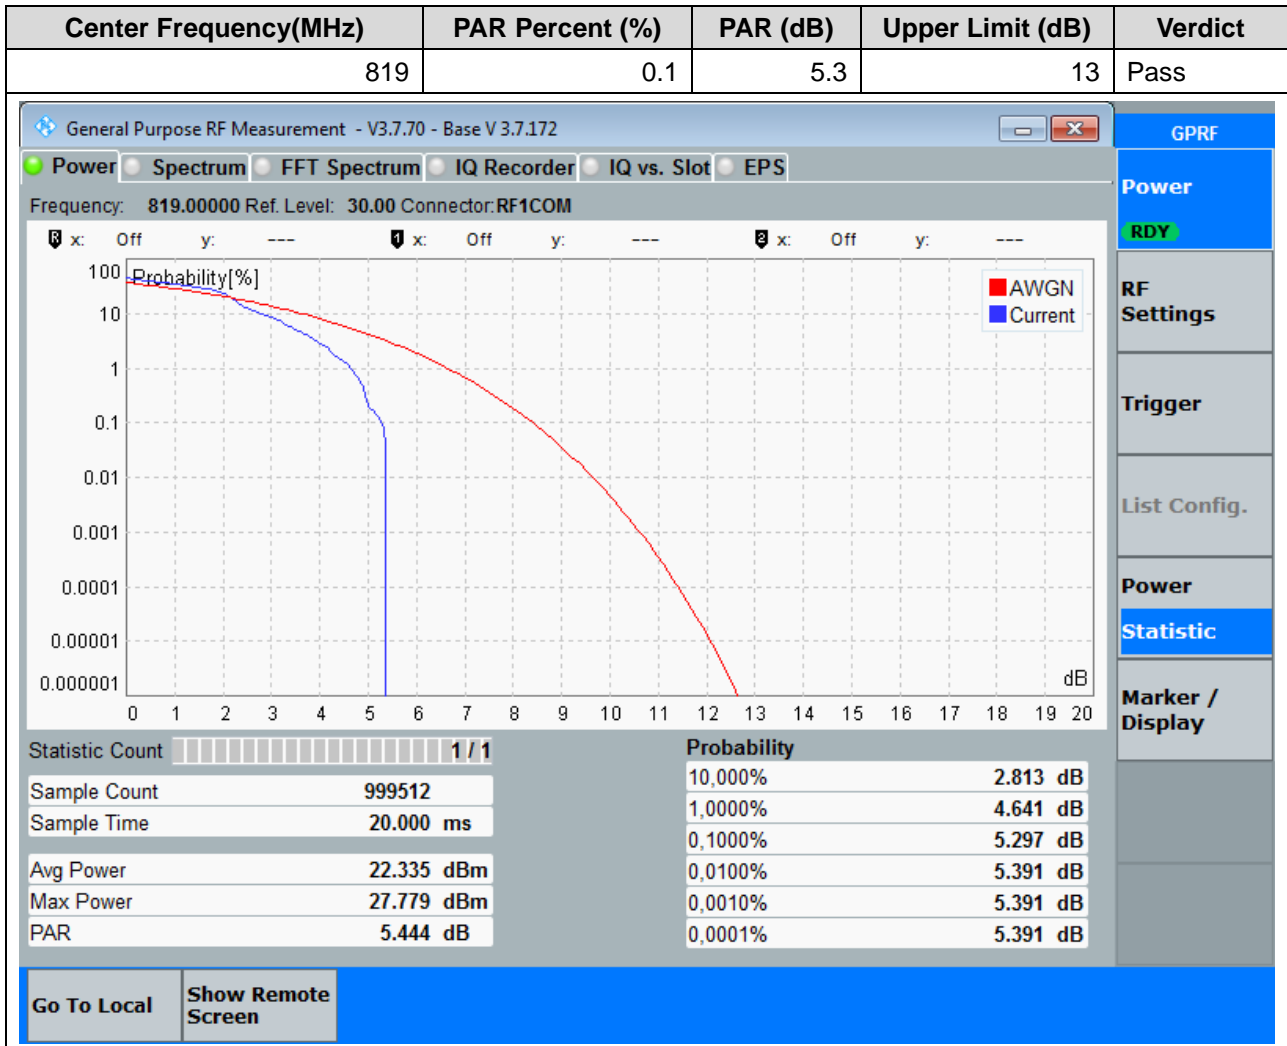 Center Frequency(MHz) PAR Percent (%) PAR (dB) Upper Limit (dB) Verdict
819 0.1 5.3 13 Pass
General Purpose RF Measurement - V3.7.70 - Base V 3.7.172
GPRF
Power Spectrum FFT Spectrum IQ Recorder IQ vs. Slot EPS
Frequency: 819.00000 Ref. Level: 30.00 Connector:RF1COM
R x: Off y: --- 1 x: Off y: --- 2 x: Off y: ---
Probability[%]
100
10
1
0.1
0.01
0.001
0.0001
0.00001
0.000001
AWGN
Current
dB
0 1 2 3 4 5 6 7 8 9 10 11 12 13 14 15 16 17 18 19 20
Power
RDY
RF
Settings
Trigger
List Config.
Power
Statistic
Marker /
Display
Statistic Count 1 / 1
Sample Count 999512
Sample Time 20.000 ms
Avg Power 22.335 dBm
Max Power 27.779 dBm
PAR 5.444 dB
Probability
10,000% 2.813 dB
1,0000% 4.641 dB
0,1000% 5.297 dB
0,0100% 5.391 dB
0,0010% 5.391 dB
0,0001% 5.391 dB
Go To Local
Show Remote
Screen